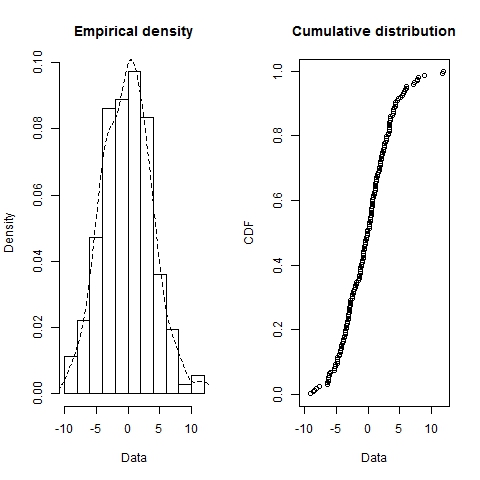 Empirical density
Density
0.00 0.02 0.04 0.06 0.08 0.10
-10 -5 0 5 10
Data
Cumulative distribution
CDF
0.0 0.2 0.4 0.6 0.8 1.0
-10 -5 0 5 10
Data